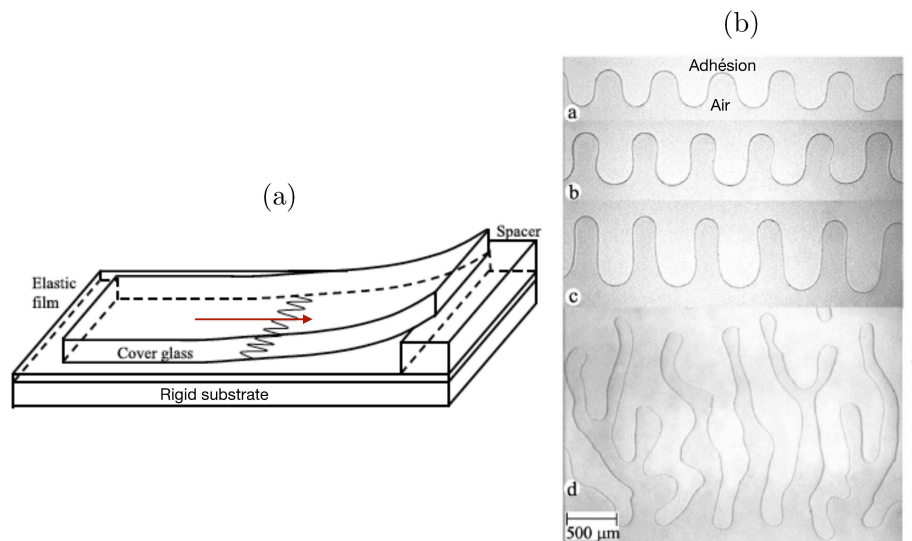 (a)
Spacer
Elastic
film
Cover glass
Rigid substrate
(b)
Adhésion
Air
a
b
c
d
500 μm